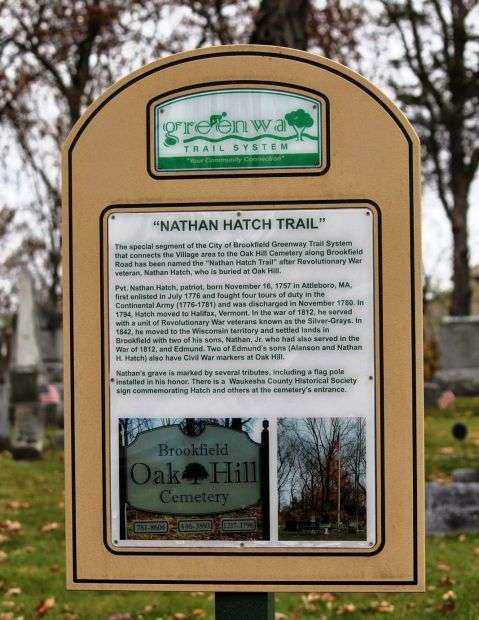 greenway
TRAIL SYSTEM
"Your Community Connection"
"NATHAN HATCH TRAIL"
The special segment of the City of Brookfield Greenway Trail System
that connects the Village area to the Oak Hill Cemetery along Brookfield
Road has been named the "Nathan Hatch Trail" after Revolutionary War
veteran, Nathan Hatch, who is buried at Oak Hill.
Pvt. Nathan Hatch, patriot, born November 16, 1757 in Attleboro, MA,
first enlisted in July 1776 and fought four tours of duty in the
Continental Army (1776-1781) and was discharged in November 1780. In
1794, Hatch moved to Halifax, Vermont. In the war of 1812, he served
with a unit of Revolutionary War veterans known as the Silver-Grays. In
1842, he moved to the Wisconsin territory and settled lands in
Brookfield with two of his sons, Nathan, Jr. who had also served in the
War of 1812, and Edmund. Two of Edmund's sons (Alanson and Nathan
H. Hatch) also have Civil War markers at Oak Hill.
Nathan's grave is marked by several tributes, including a flag pole
installed in his honor. There is a Waukesha County Historical Society
sign commemorating Hatch and others at the cemetery's entrance.
Brookfield
Oak Hill
Cemetery